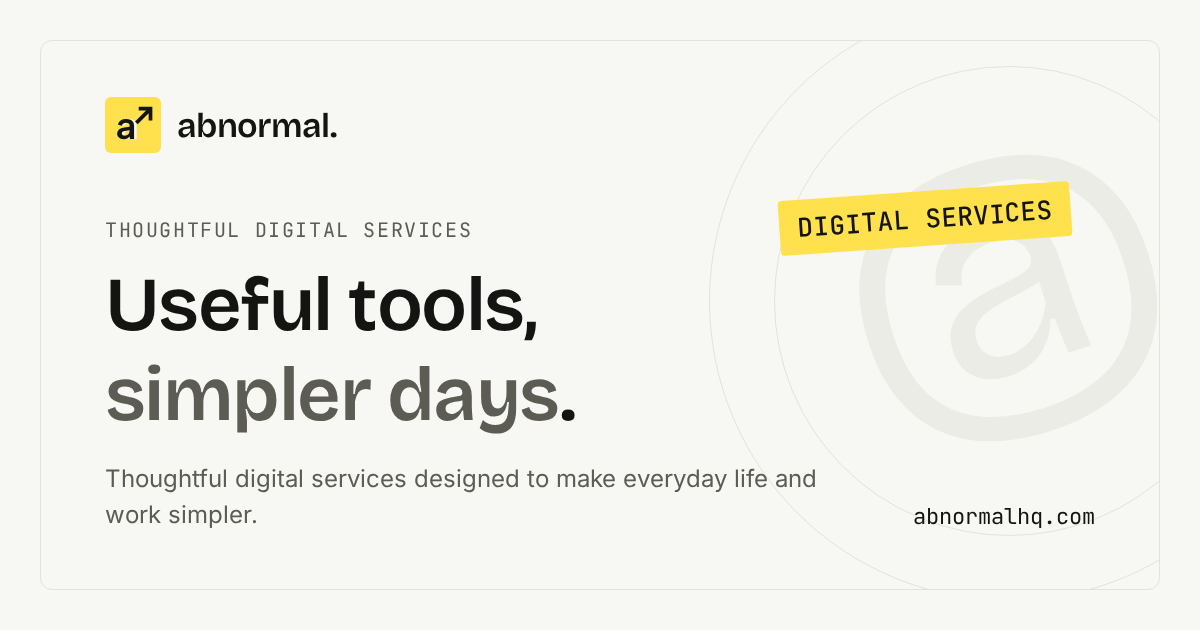 a
abnormal.
THOUGHTFUL DIGITAL SERVICES
DIGITAL SERVICES
a
Useful tools,
simpler days.
Thoughtful digital services designed to make everyday life and
work simpler.
abnormalhq.com